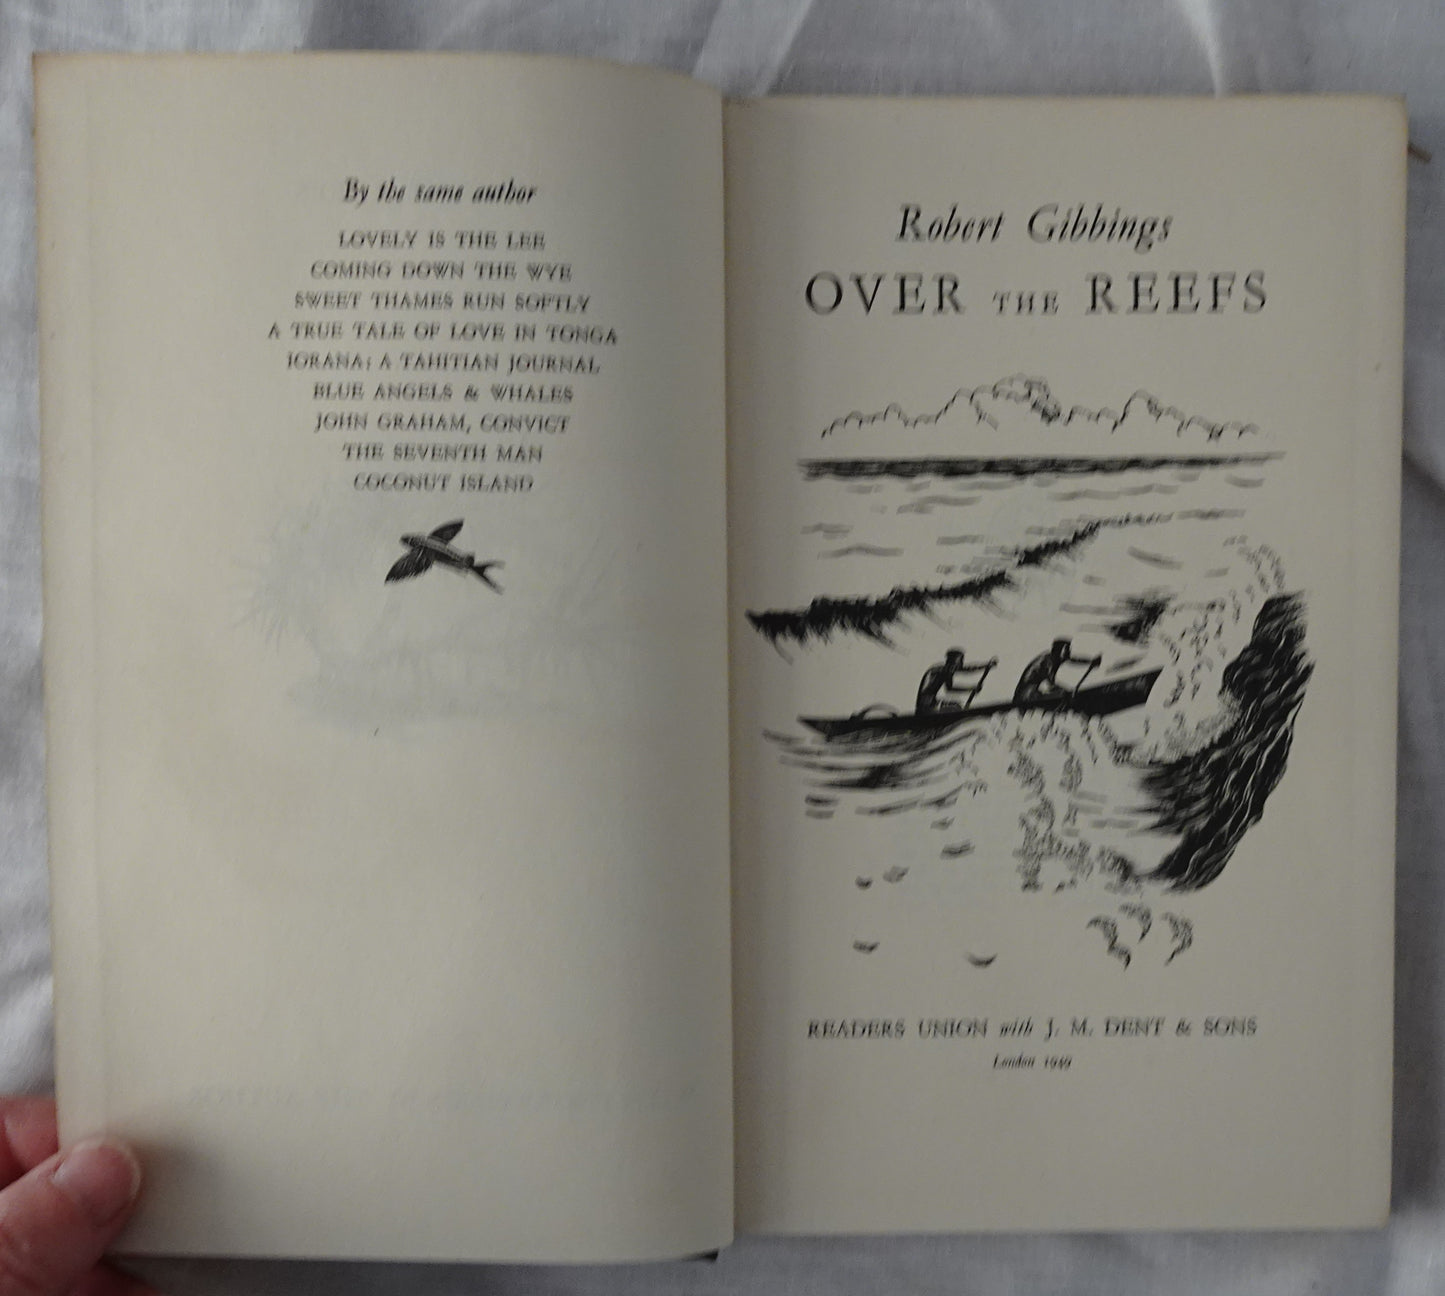 By the same author
LOVELY IS THE LEE
COMING DOWN THE WYE
SWEET THAMES RUN SOFTLY
A TRUE TALE OF LOVE IN TONGA
IORANA; A TAHITIAN JOURNAL
BLUE ANGELS & WHALES
JOHN GRAHAM, CONVICT
THE SEVENTH MAN
COCONUT ISLAND
Robert Gibbings
OVER THE REEFS
READERS UNION with J. M. DENT & SONS
London 1949